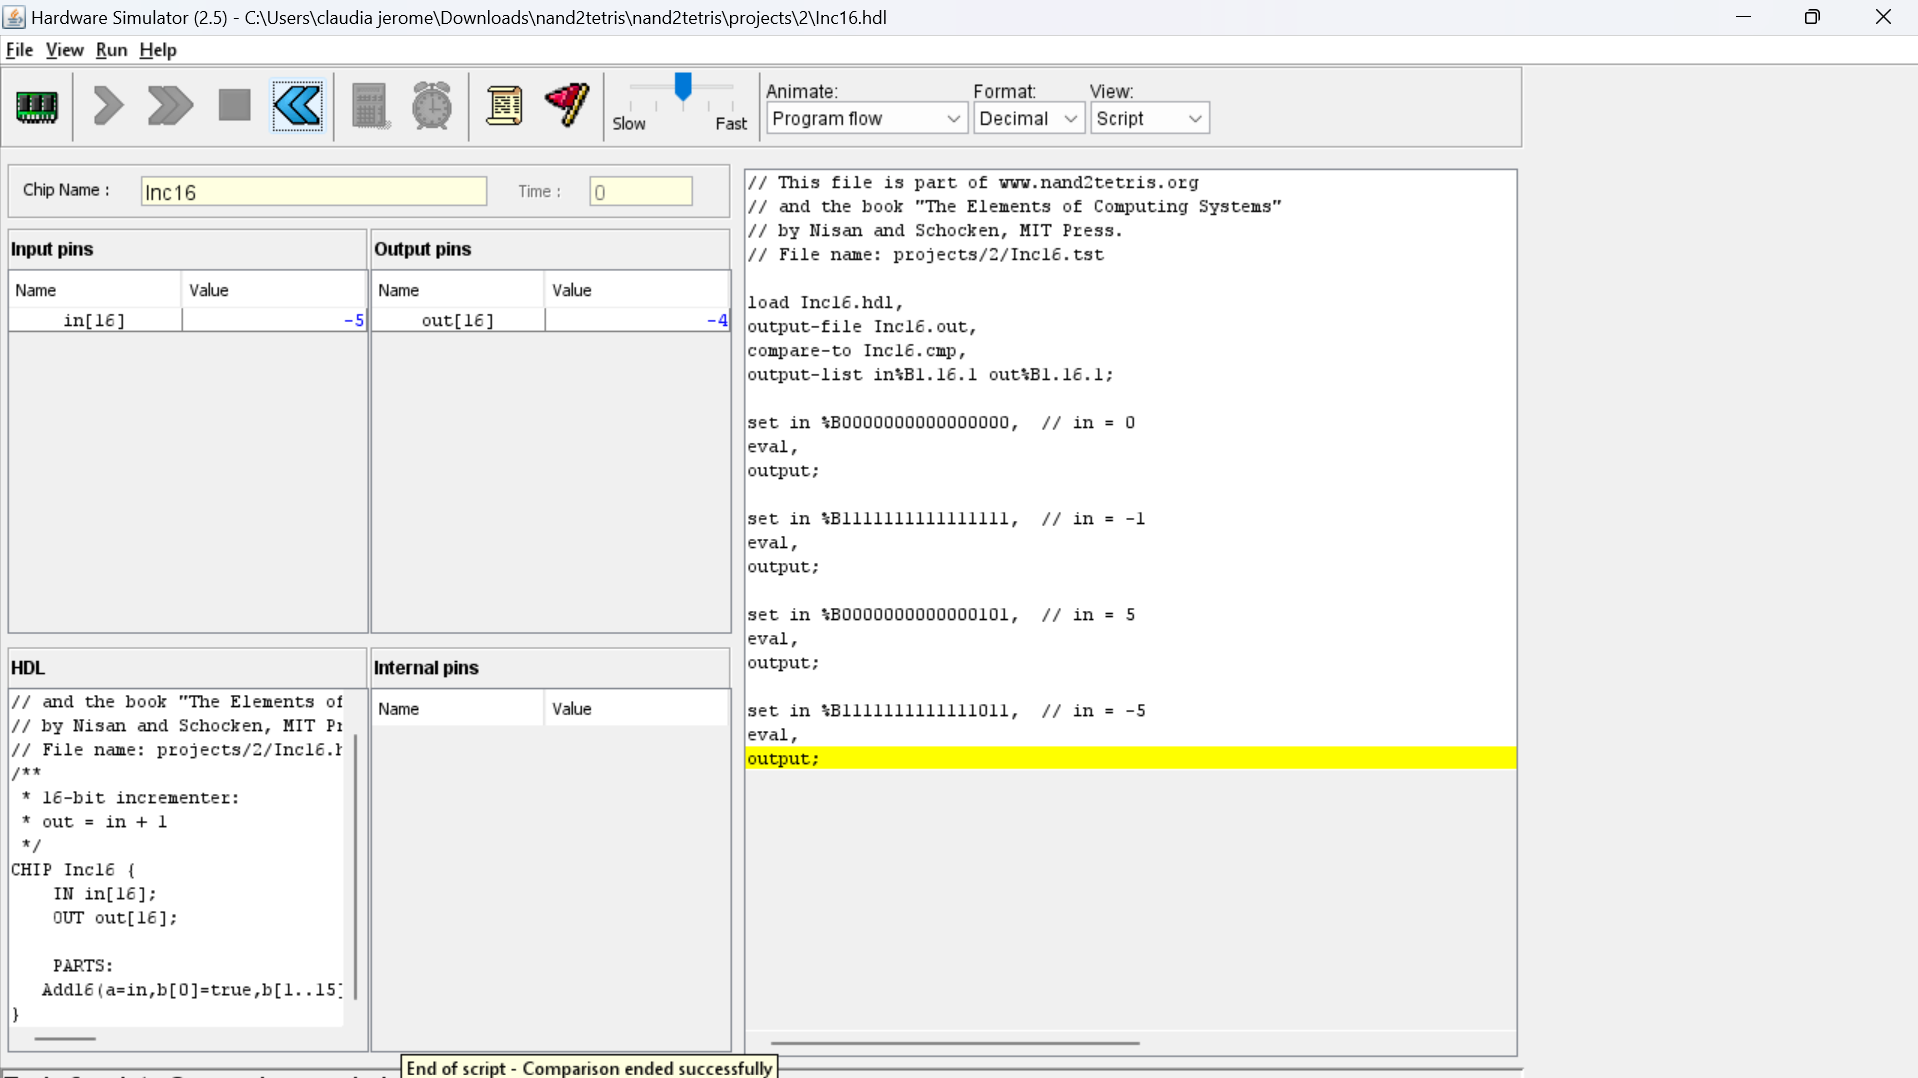 Hardware Simulator (2.5) - C:\Users\claudia jerome\Downloads\nand2tetris\nand2tetris\projects\2\Inc16.hdl
File View Run Help
Slow Fast
Animate: Format: View:
Program flow Decimal Script
Chip Name : Inc16 Time : 0
Input pins
Name Value
in[16] -5
Output pins
Name Value
out[16] -4
HDL
// and the book "The Elements of
// by Nisan and Schocken, MIT Pr
// File name: projects/2/Inc16.h
/**
* 16-bit incrementer:
* out = in + 1
*/
CHIP Inc16 {
IN in[16];
OUT out[16];
PARTS:
Add16(a=in,b[0]=true,b[1..15]
}
Internal pins
Name Value
// This file is part of www.nand2tetris.org
// and the book "The Elements of Computing Systems"
// by Nisan and Schocken, MIT Press.
// File name: projects/2/Inc16.tst
load Inc16.hdl,
output-file Inc16.out,
compare-to Inc16.cmp,
output-list in%B1.16.1 out%B1.16.1;
set in %B0000000000000000, // in = 0
eval,
output;
set in %B1111111111111111, // in = -1
eval,
output;
set in %B0000000000000101, // in = 5
eval,
output;
set in %B1111111111111011, // in = -5
eval,
output;
End of script - Comparison ended successfully